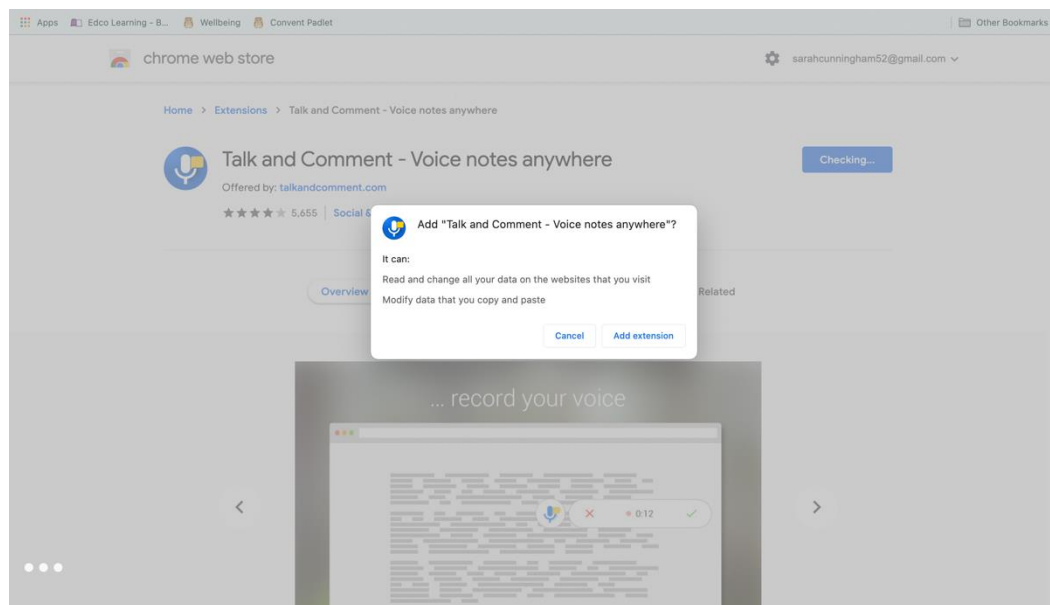 Apps Edco Learning - B... Wellbeing Convent Padlet Other Bookmarks
chrome web store sarahcunningham52@gmail.com
Home > Extensions > Talk and Comment - Voice notes anywhere
Talk and Comment - Voice notes anywhere
Checking...
Offered by: talkandcomment.com
5,655 Social &
Add "Talk and Comment - Voice notes anywhere"?
It can:
Read and change all your data on the websites that you visit
Modify data that you copy and paste
Cancel Add extension
Overview Related
... record your voice
0:12